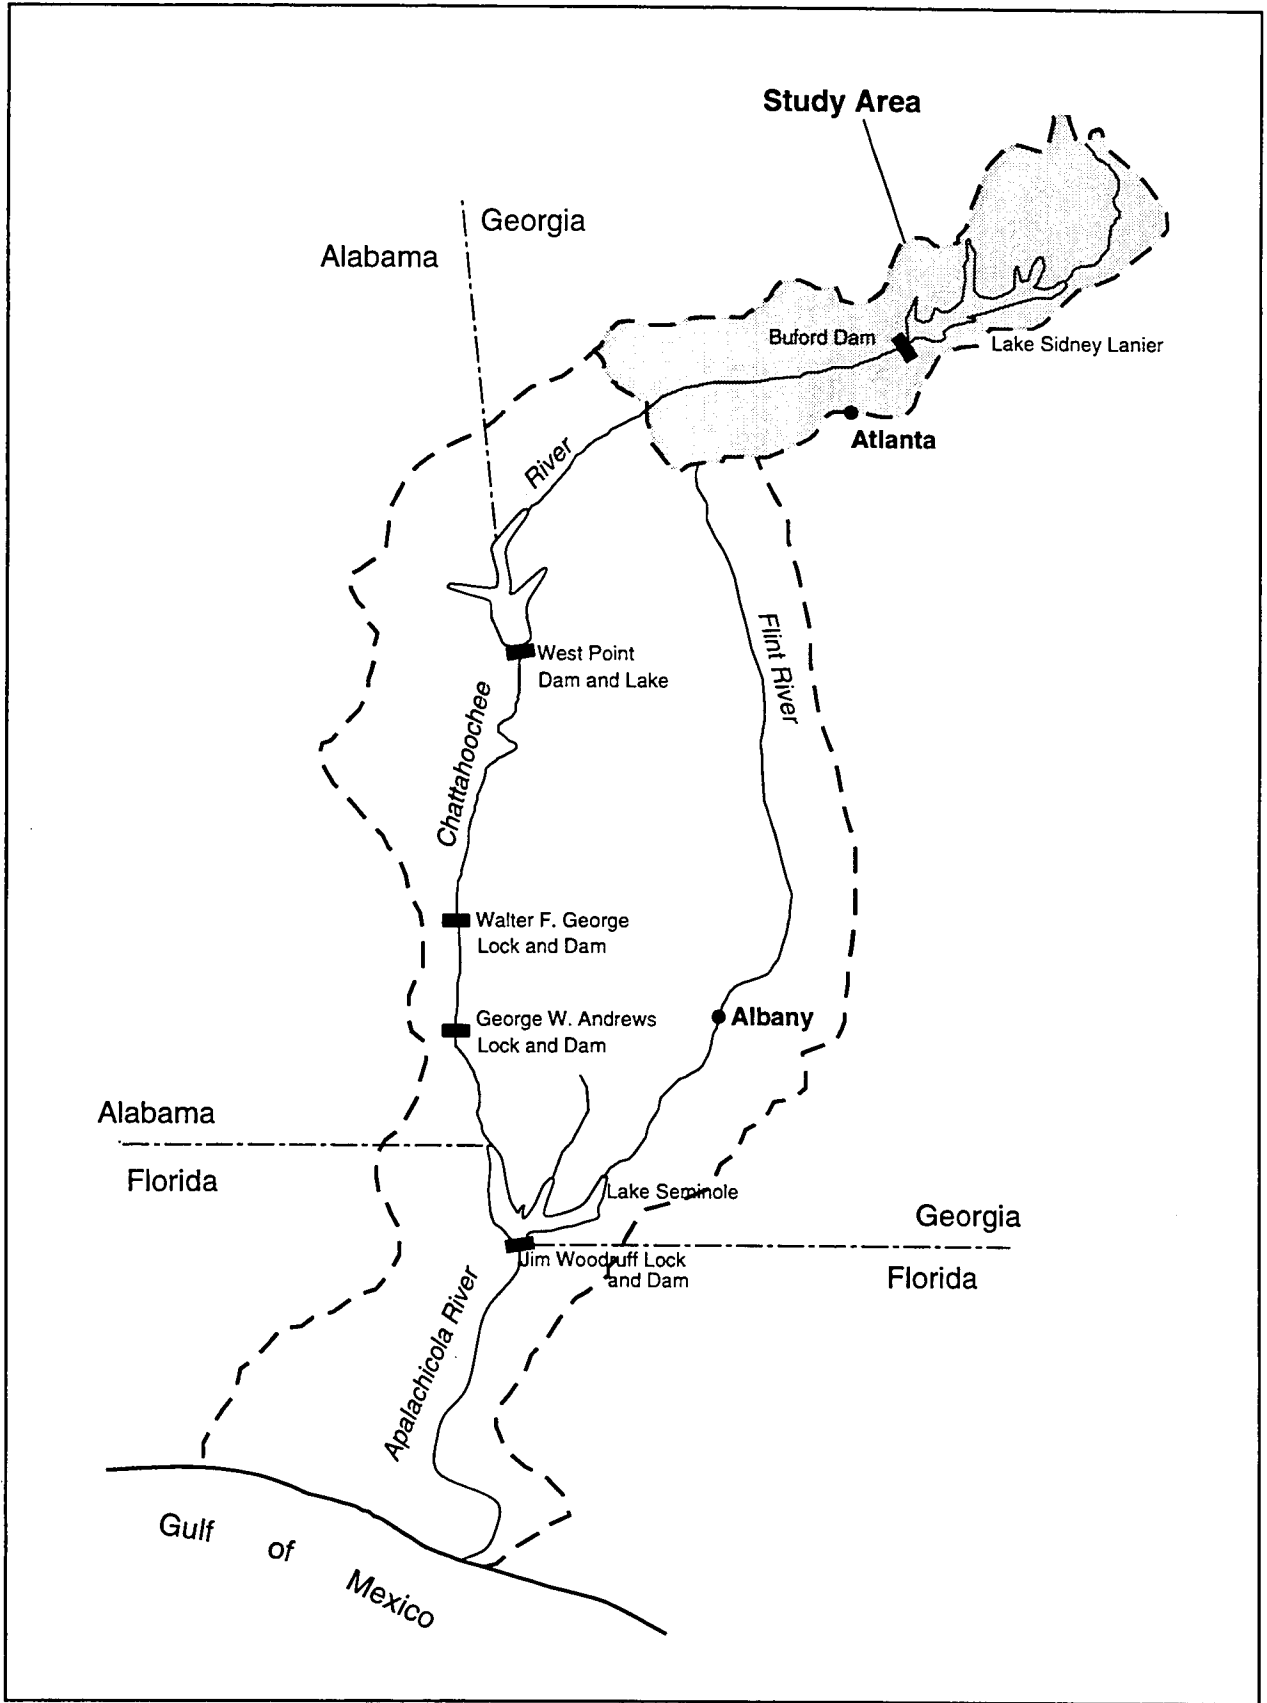 Study Area
Georgia
Alabama
Buford Dam
Lake Sidney Lanier
Atlanta
River
Flint River
West Point
Dam and Lake
Chattahoochee
Walter F. George
Lock and Dam
George W. Andrews
Lock and Dam
Albany
Alabama
Florida
Lake Seminole
Georgia
Florida
Jim Woodruff Lock
and Dam
Apalachicola River
Gulf of Mexico